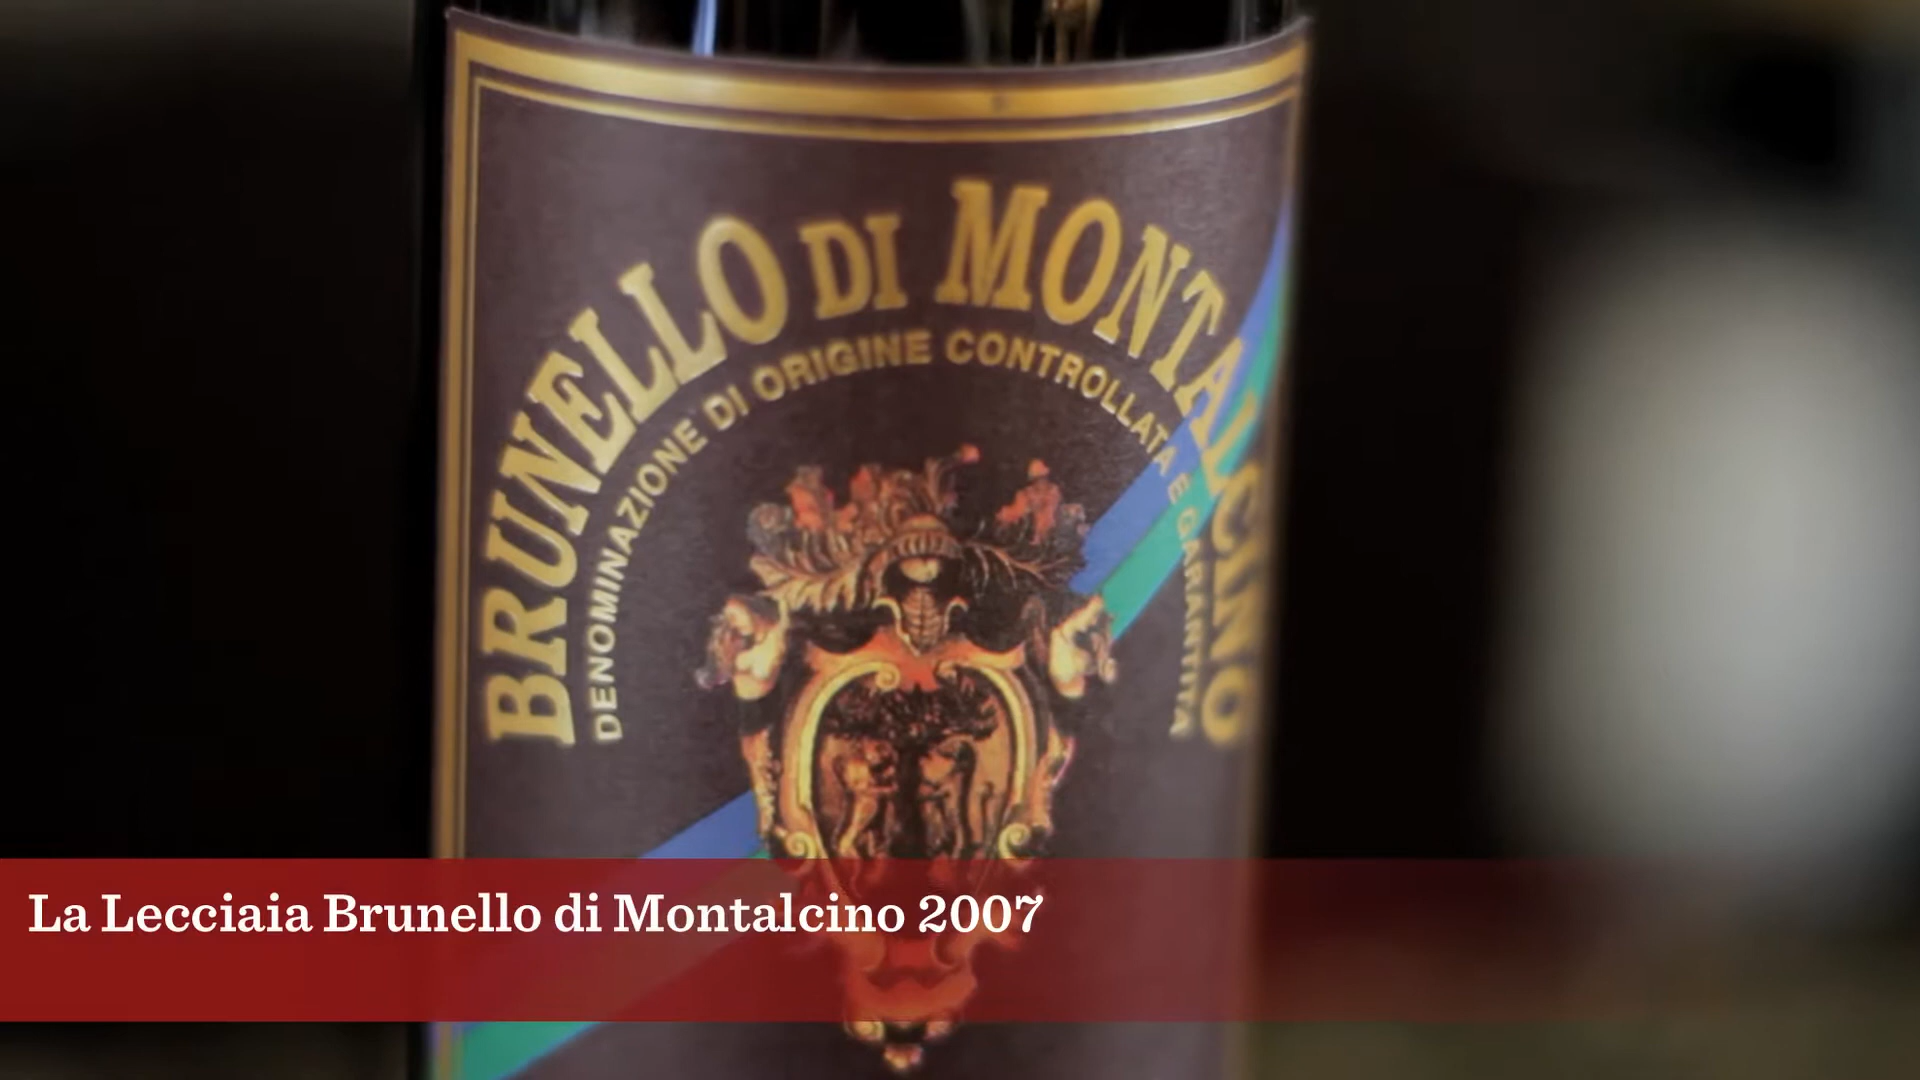 BRUNELLO DI MONTALCINO
DENOMINAZIONE DI ORIGINE CONTROLLATA E GARANTITA
La Lecciaia Brunello di Montalcino 2007